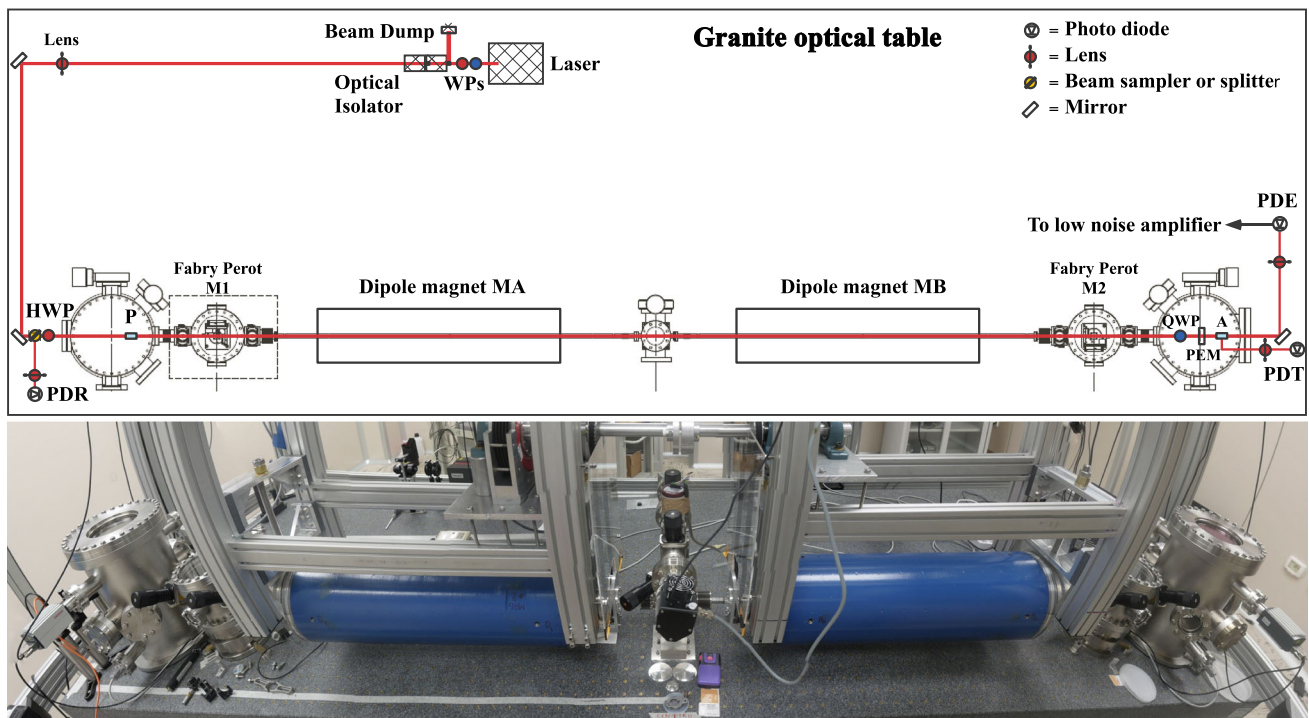 Granite optical table
= Photo diode
= Lens
= Beam sampler or splitter
= Mirror
Lens
Beam Dump
Optical
Isolator
WPs
Laser
PDE
To low noise amplifier
HWP
P
Fabry Perot
M1
Dipole magnet MA
Dipole magnet MB
Fabry Perot
M2
QWP
A
PEM
PDR
PDT